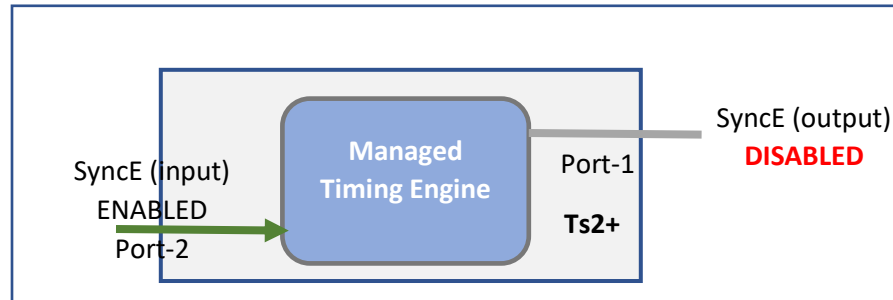 SyncE (input)
ENABLED
Port-2
Managed
Timing Engine
Port-1
Ts2+
SyncE (output)
DISABLED